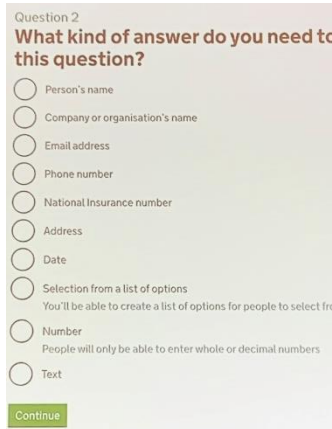 Question 2
What kind of answer do you need to
this question?
Person's name
Company or organisation's name
Email address
Phone number
National Insurance number
Address
Date
Selection from a list of options
You'll be able to create a list of options for people to select
Number
People will only be able to enter whole or decimal numbers
Text
Continue